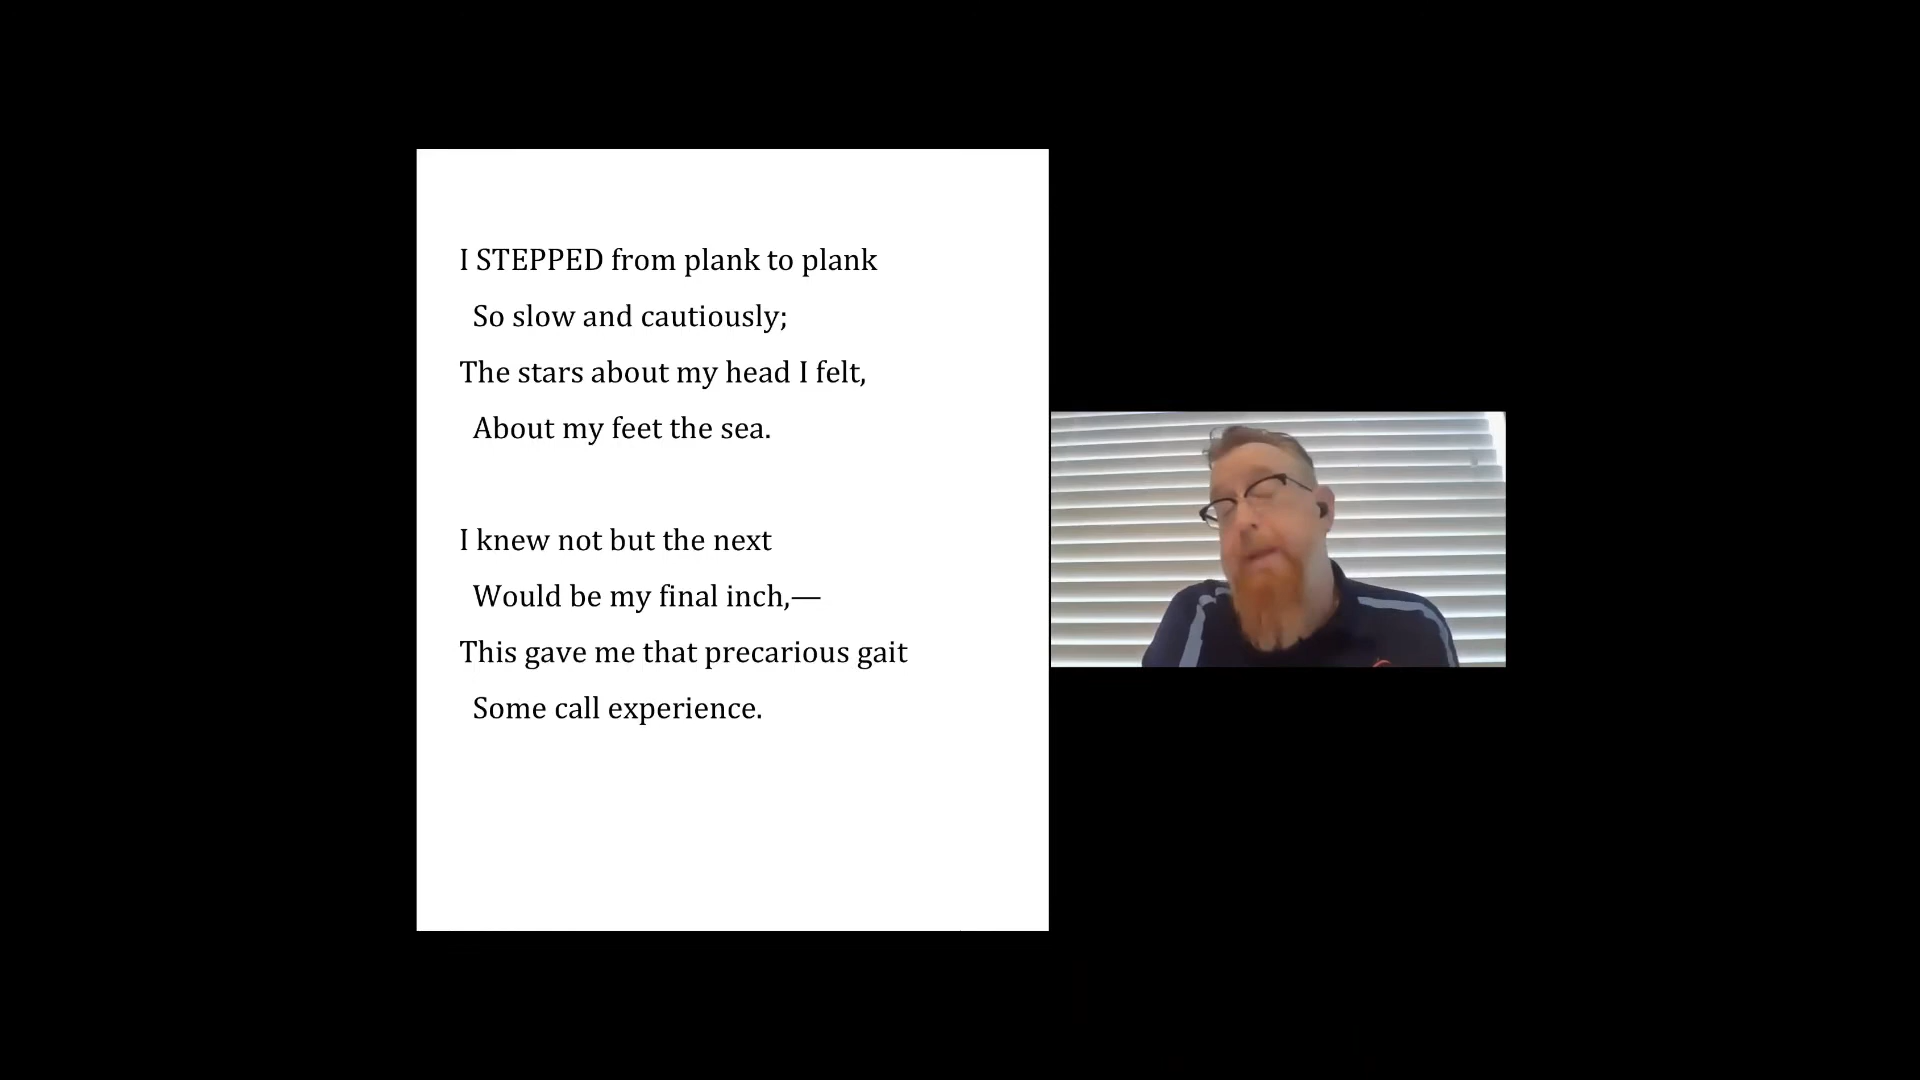 I STEPPED from plank to plank
So slow and cautiously;
The stars about my head I felt,
About my feet the sea.
I knew not but the next
Would be my final inch,—
This gave me that precarious gait
Some call experience.